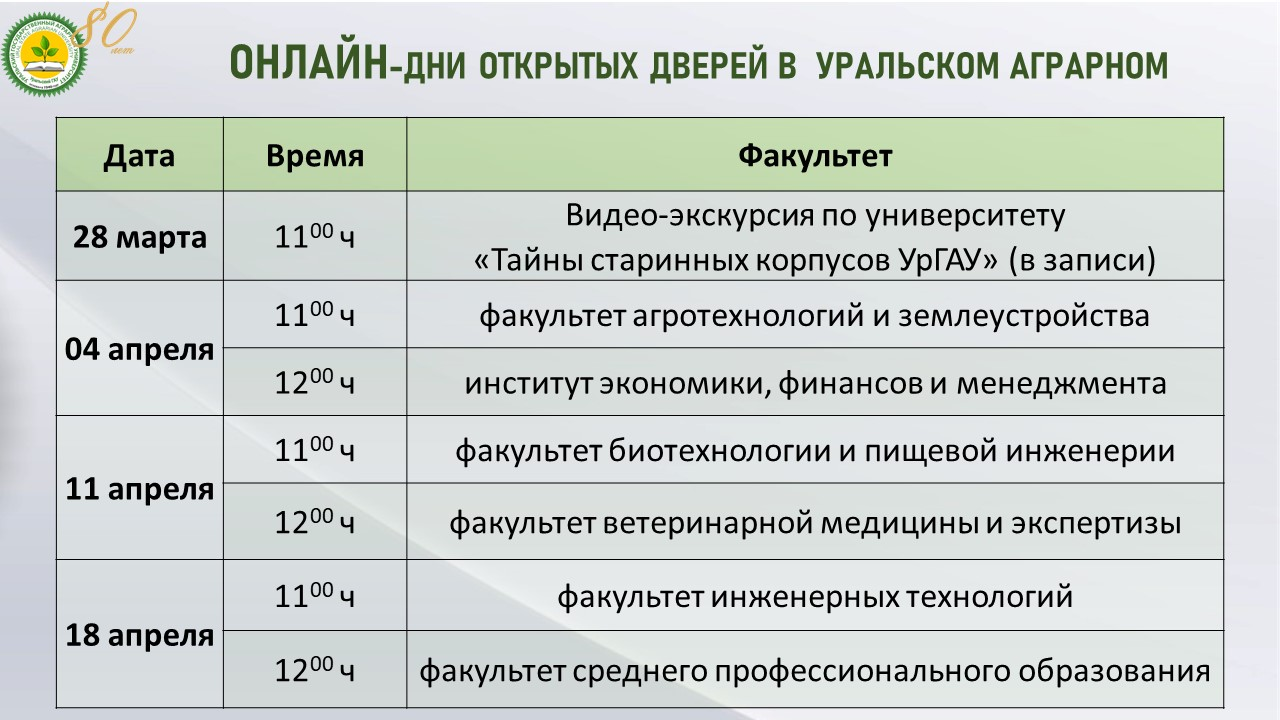 80 лет
ОНЛАЙН-ДНИ ОТКРЫТЫХ ДВЕРЕЙ В УРАЛЬСКОМ АГРАРНОМ
Дата Время Факультет
28 марта 11⁰⁰ ч Видео-экскурсия по университету
«Тайны старинных корпусов УрГАУ» (в записи)
04 апреля 11⁰⁰ ч факультет агротехнологий и землеустройства
12⁰⁰ ч институт экономики, финансов и менеджмента
11 апреля 11⁰⁰ ч факультет биотехнологии и пищевой инженерии
12⁰⁰ ч факультет ветеринарной медицины и экспертизы
18 апреля 11⁰⁰ ч факультет инженерных технологий
12⁰⁰ ч факультет среднего профессионального образования